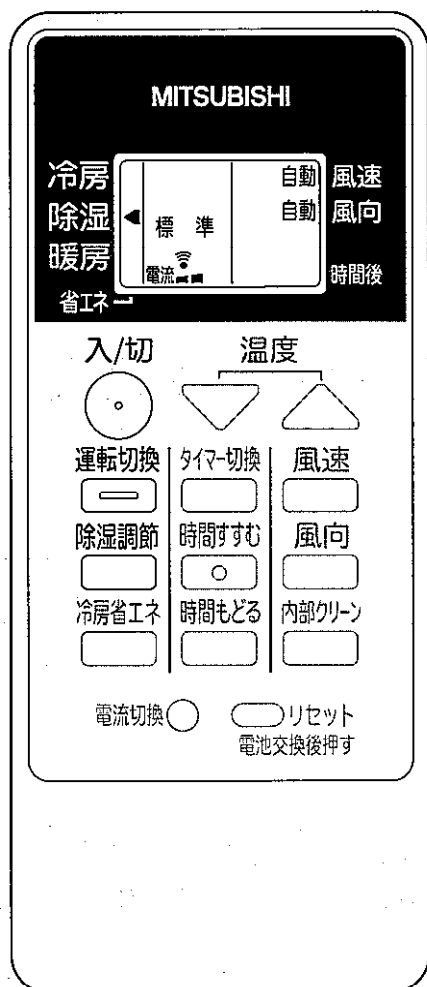 MITSUBISHI
冷房 自動 風速
除湿 標準 自動 風向
暖房 電流 時間後
省エネ
入/切 温度
運転切換 タイマー切換 風速
除湿調節 時間すすむ 風向
冷房省エネ 時間もどる 内部クリーン
電流切換 リセット
電池交換後押す